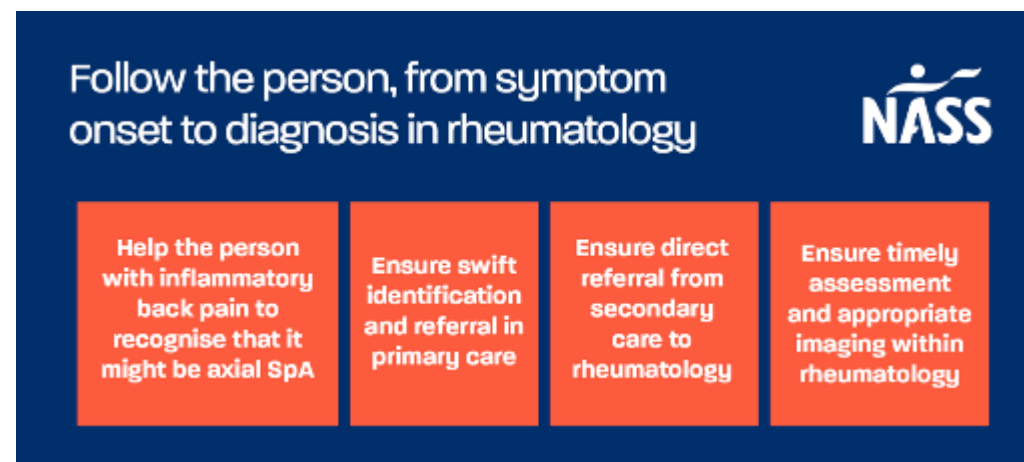 Follow the person, from symptom
onset to diagnosis in rheumatology
NASS
Help the person
with inflammatory
back pain to
recognise that it
might be axial SpA
Ensure swift
identification
and referral in
primary care
Ensure direct
referral from
secondary
care to
rheumatology
Ensure timely
assessment
and appropriate
imaging within
rheumatology